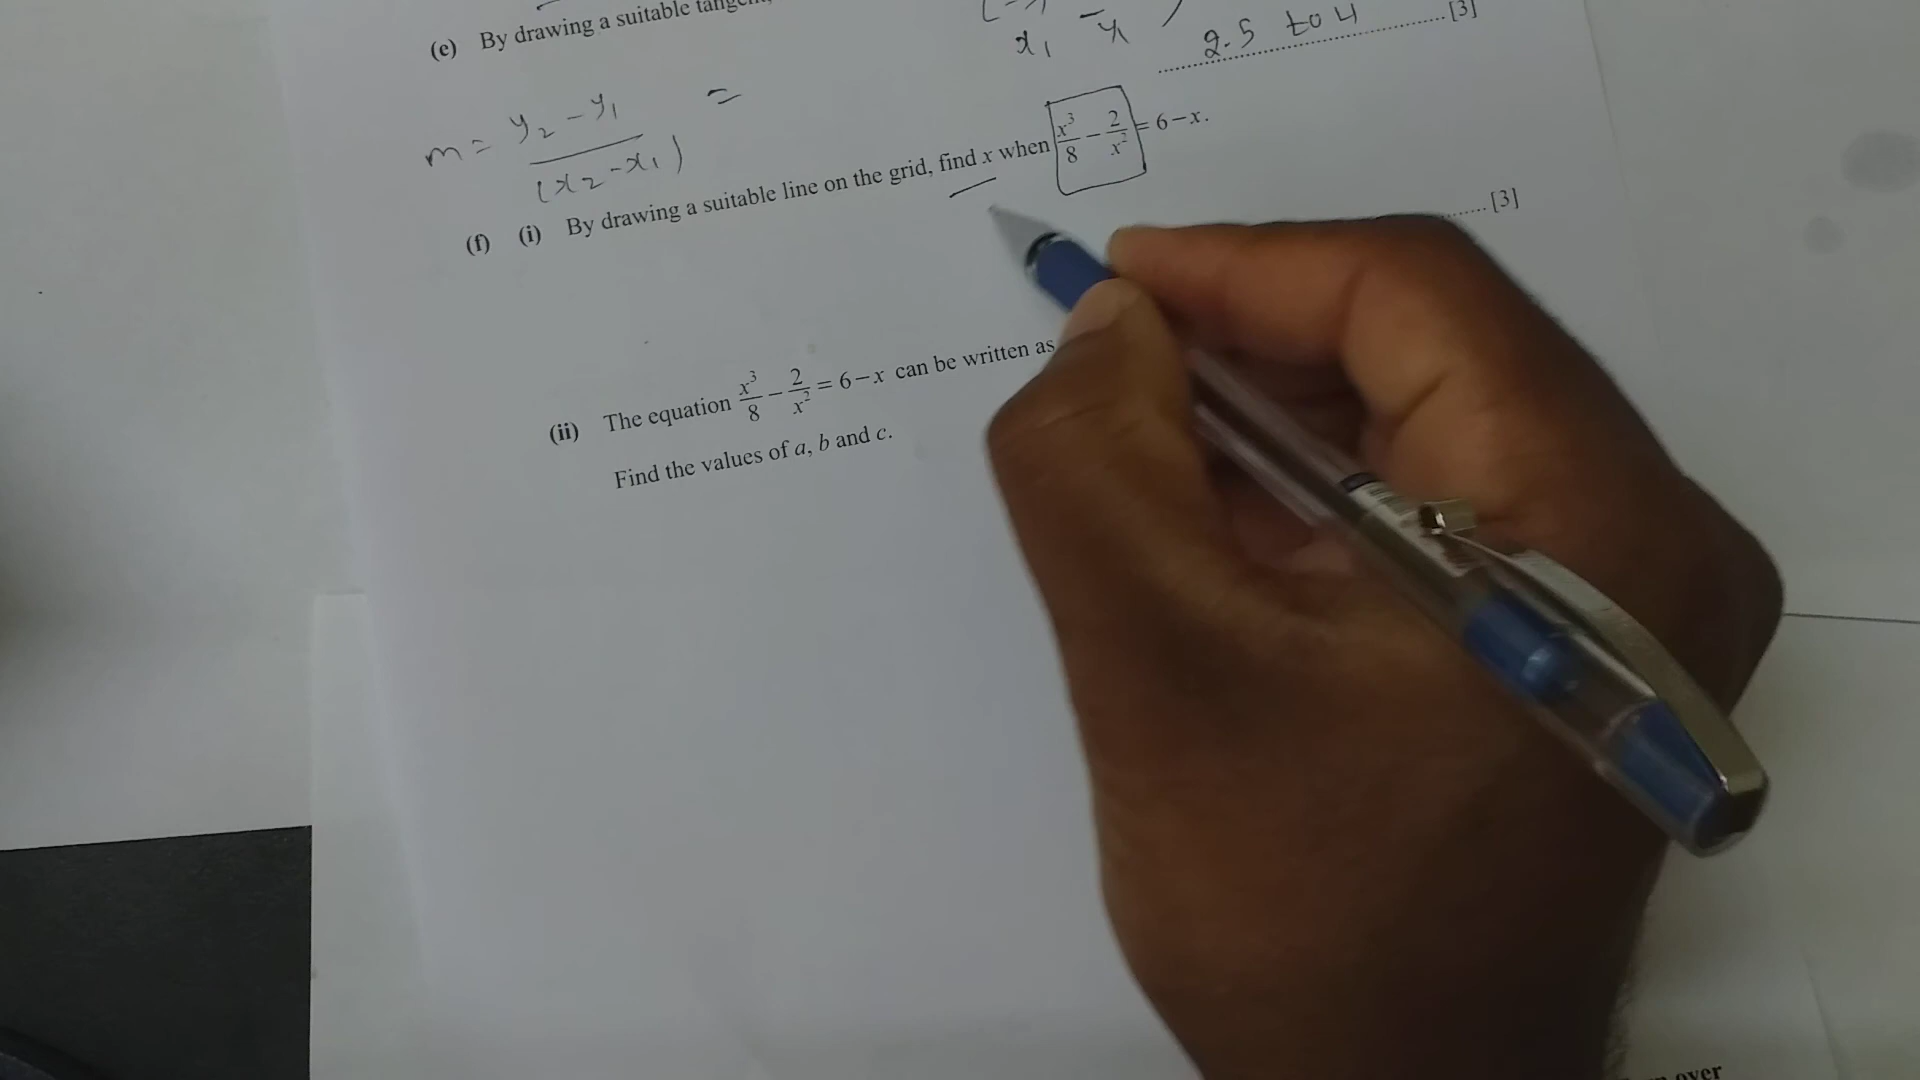 (e) By drawing a suitable
x₁ y₁
2.5 to 4 [3]
m = y₂ - y₁ / (x₂ - x₁) =
(f) (i) By drawing a suitable line on the grid, find x when x³/8 − 2/x² = 6 − x.
[3]
(ii) The equation x³/8 − 2/x² = 6 − x can be written as
Find the values of a, b and c.
over